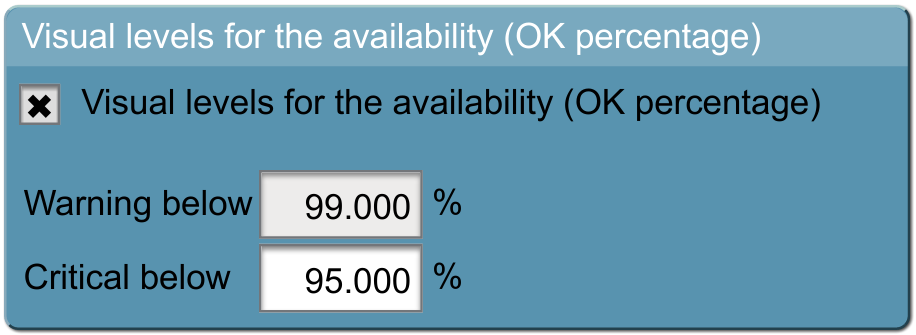 Visual levels for the availability (OK percentage)
Visual levels for the availability (OK percentage)
Warning below 99.000 %
Critical below 95.000 %